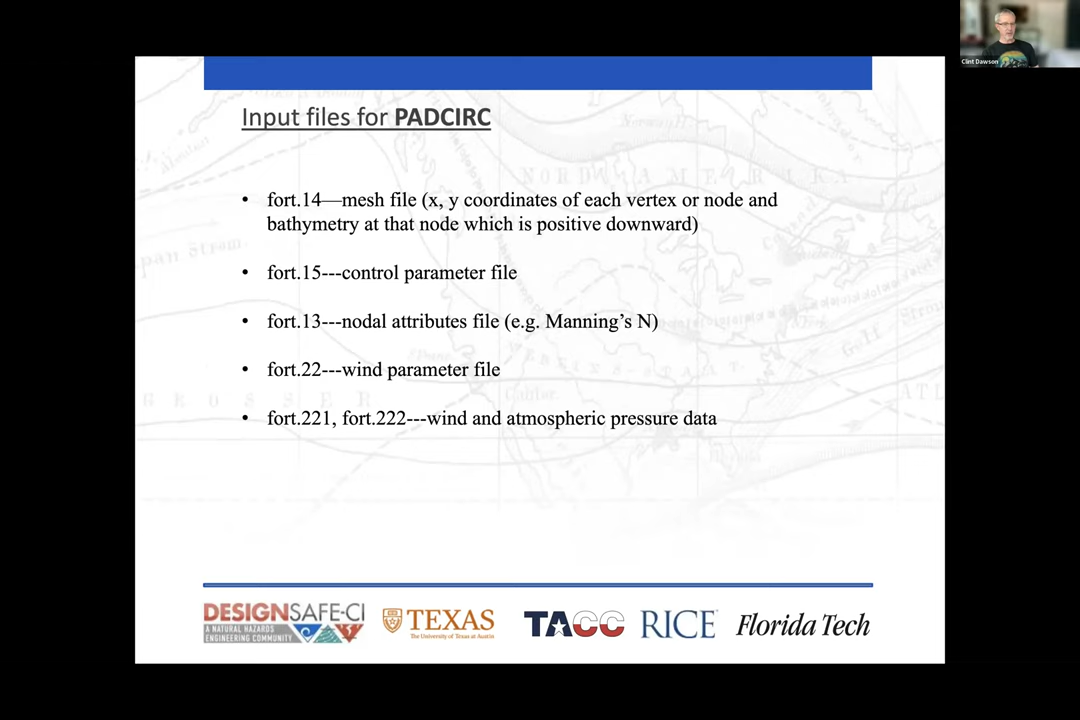 Clint Dawson
Input files for PADCIRC
• fort.14—mesh file (x, y coordinates of each vertex or node and
bathymetry at that node which is positive downward)
• fort.15---control parameter file
• fort.13---nodal attributes file (e.g. Manning’s N)
• fort.22---wind parameter file
• fort.221, fort.222---wind and atmospheric pressure data
NORTH AMERIKA
DESIGNSAFE-CI
A NATURAL HAZARDS
ENGINEERING COMMUNITY
TEXAS
The University of Texas at Austin
TACC
RICE
Florida Tech